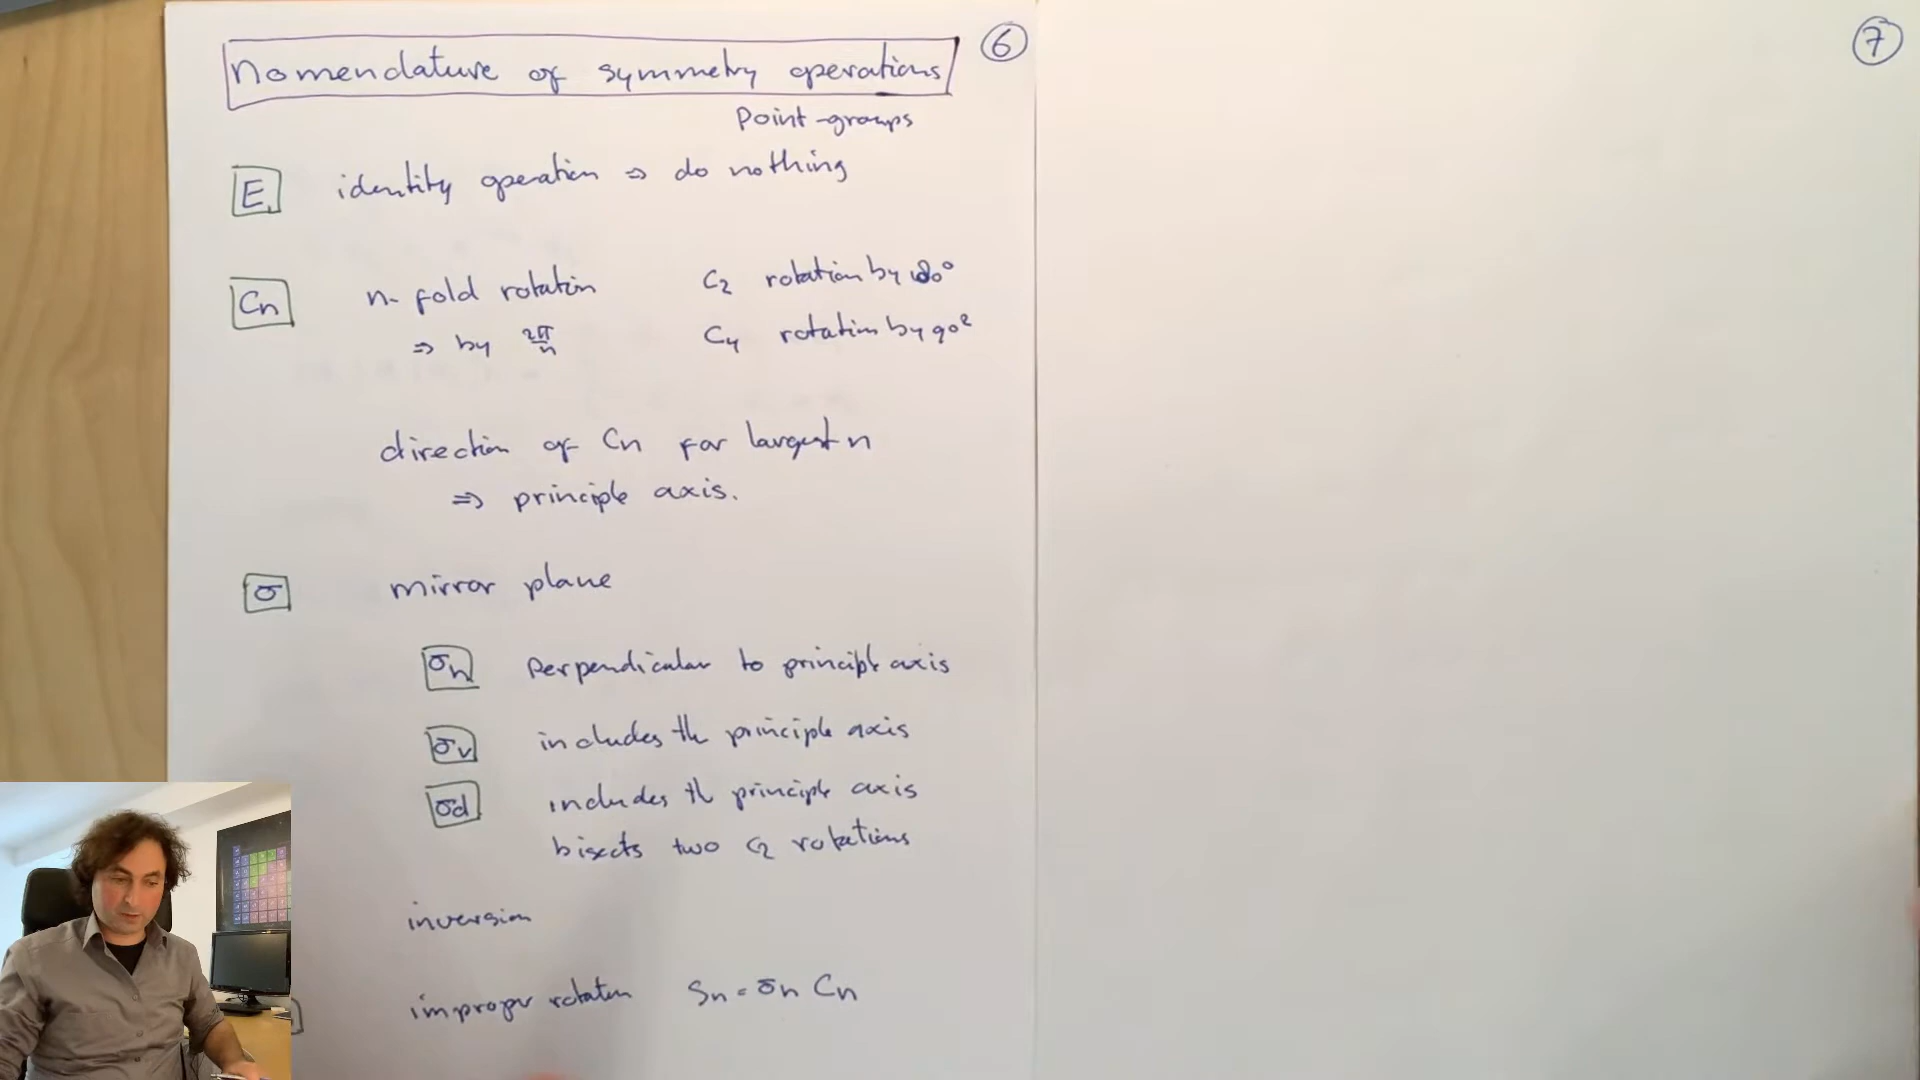 Nomenclature of symmetry operations
6
7
Point-groups
E identity operation ⇒ do nothing
Cn n-fold rotation C2 rotation by 180°
⇒ by 2π/n C4 rotation by 90°
direction of Cn for largest n
⇒ principle axis.
σ mirror plane
σh Perpendicular to principle axis
σv includes the principle axis
σd includes th principle axis
bisects two C2 rotations
inversion
improper rotation Sn = σh Cn